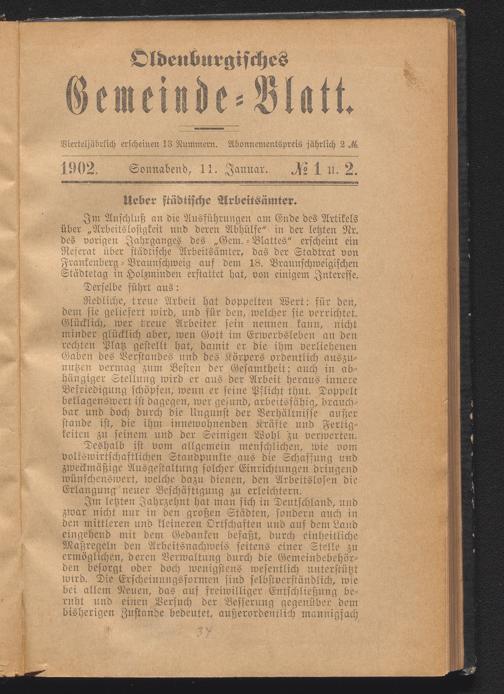 Oldenburgisches
Gemeinde-Blatt.
Vierteljährlich erscheinen 13 Nummern. Abonnementspreis jährlich 2 ℳ
1902. Sonnabend, 11. Januar. № 1 u. 2.
Ueber städtische Arbeitsämter.
Im Anschluß an die Ausführungen am Ende des Artikels
über „Arbeitslosigkeit und deren Abhülfe“ in der letzten Nr.
des vorigen Jahrganges des „Gem.-Blattes“ erscheint ein
Referat über städtische Arbeitsämter, das der Stadtrat von
Frankenberg-Braunschweig auf dem 18. Braunschweigischen
Städtetag in Holzminden erstattet hat, von einigem Interesse.
Derselbe führt aus:
Redliche, treue Arbeit hat doppelten Wert: für den,
dem sie geliefert wird, und für den, welcher sie verrichtet.
Glücklich, wer treue Arbeiter sein nennen kann, nicht
minder glücklich aber, wen Gott im Erwerbsleben an den
rechten Platz gestellt hat, damit er die ihm verliehenen
Gaben des Verstandes und des Körpers ordentlich auszu-
nutzen vermag zum Besten der Gesamtheit; auch in ab-
hängiger Stellung wird er aus der Arbeit heraus innere
Befriedigung schöpfen, wenn er seine Pflicht thut. Doppelt
beklagenswert ist dagegen, wer gesund, arbeitsfähig, brauch-
bar und doch durch die Ungunst der Verhältnisse außer
stande ist, die ihm innewohnenden Kräfte und Fertig-
keiten zu seinem und der Seinigen Wohl zu verwerten.
Deshalb ist vom allgemein menschlichen, wie vom
volkswirtschaftlichen Standpunkte aus die Schaffung und
zweckmäßige Ausgestaltung solcher Einrichtungen dringend
wünschenswert, welche dazu dienen, den Arbeitslosen die
Erlangung neuer Beschäftigung zu erleichtern.
Im letzten Jahrzehnt hat man sich in Deutschland, und
zwar nicht nur in den großen Städten, sondern auch in
den mittleren und kleineren Ortschaften und auf dem Land
eingehend mit dem Gedanken befaßt, durch einheitliche
Maßregeln den Arbeitsnachweis seitens einer Stelle zu
ermöglichen, deren Verwaltung durch die Gemeindebehör-
den besorgt oder doch wenigstens wesentlich unterstützt
wird. Die Erscheinungsformen sind selbstverständlich, wie
bei allem Neuen, das auf freiwilliger Entschließung be-
ruht und einen Versuch der Besserung gegenüber dem
bisherigen Zustande bedeutet, außerordentlich mannigfach
34